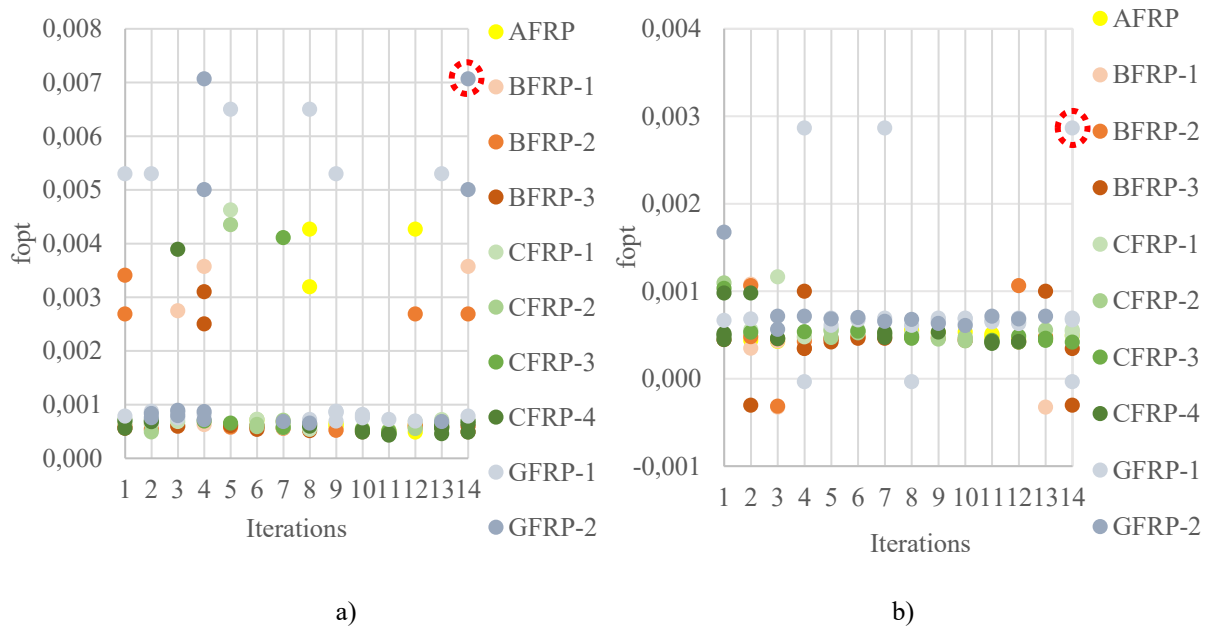 0,008
0,007
0,006
0,005
0,004
0,003
0,002
0,001
0,000
fopt
1 2 3 4 5 6 7 8 9 10 11 12 13 14
Iterations
AFRP
BFRP-1
BFRP-2
BFRP-3
CFRP-1
CFRP-2
CFRP-3
CFRP-4
GFRP-1
GFRP-2
a)
0,004
0,003
0,002
0,001
0,000
-0,001
fopt
1 2 3 4 5 6 7 8 9 10 11 12 13 14
Iterations
AFRP
BFRP-1
BFRP-2
BFRP-3
CFRP-1
CFRP-2
CFRP-3
CFRP-4
GFRP-1
GFRP-2
b)